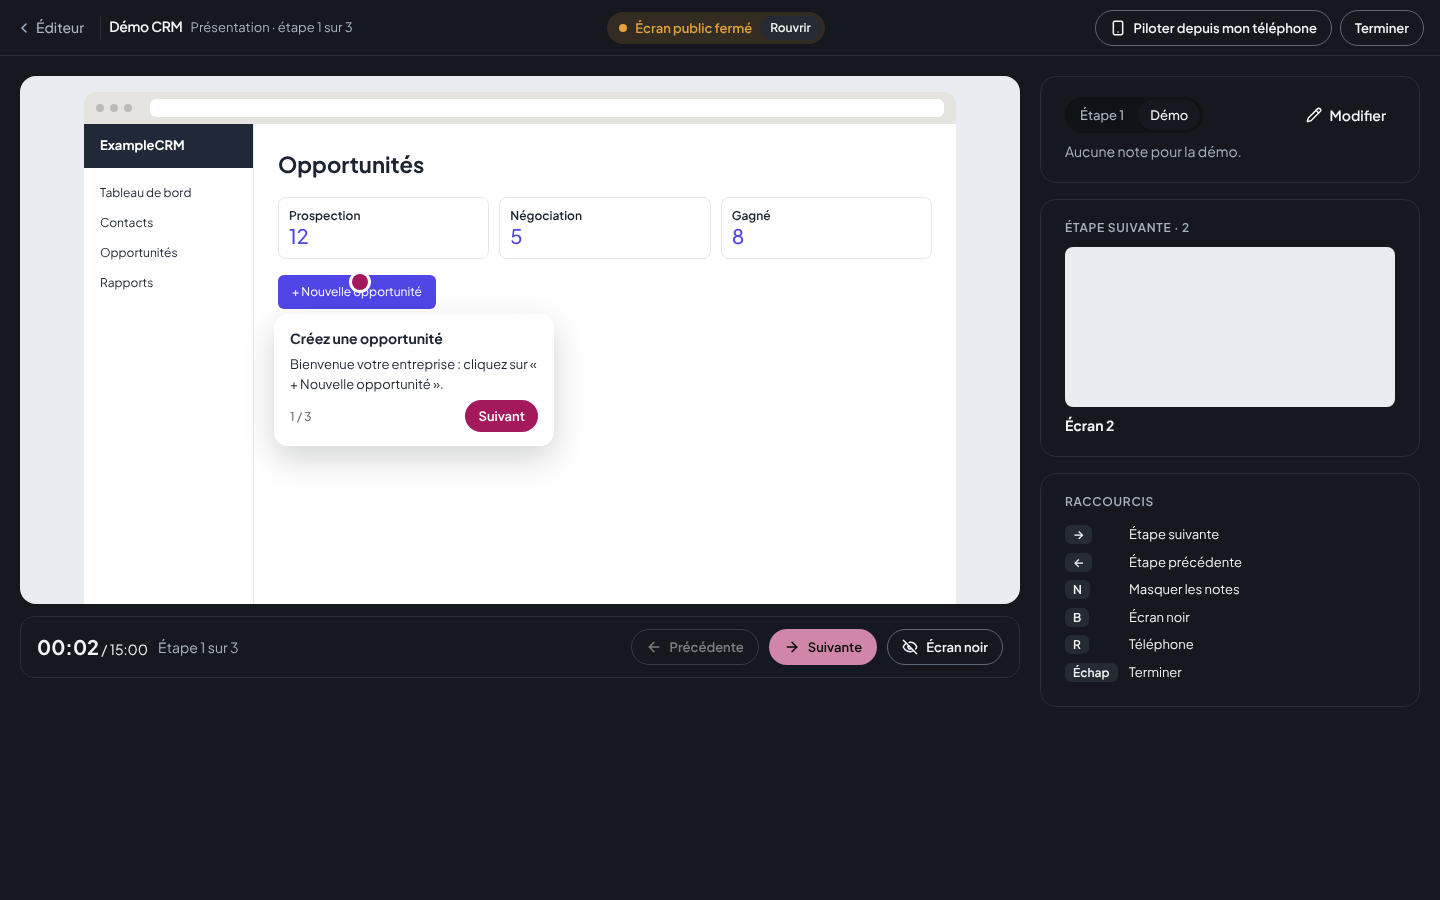 Éditeur
Démo CRM Présentation · étape 1 sur 3
Écran public fermé Rouvrir
Piloter depuis mon téléphone
Terminer
ExampleCRM
Tableau de bord
Contacts
Opportunités
Rapports
Opportunités
Prospection
12
Négociation
5
Gagné
8
+ Nouvelle opportunité
Créez une opportunité
Bienvenue votre entreprise : cliquez sur «
+ Nouvelle opportunité ».
1 / 3
Suivant
00:02 / 15:00 Étape 1 sur 3
Précédente
Suivante
Écran noir
Étape 1
Démo
Modifier
Aucune note pour la démo.
ÉTAPE SUIVANTE · 2
Écran 2
RACCOURCIS
→ Étape suivante
← Étape précédente
N Masquer les notes
B Écran noir
R Téléphone
Échap Terminer